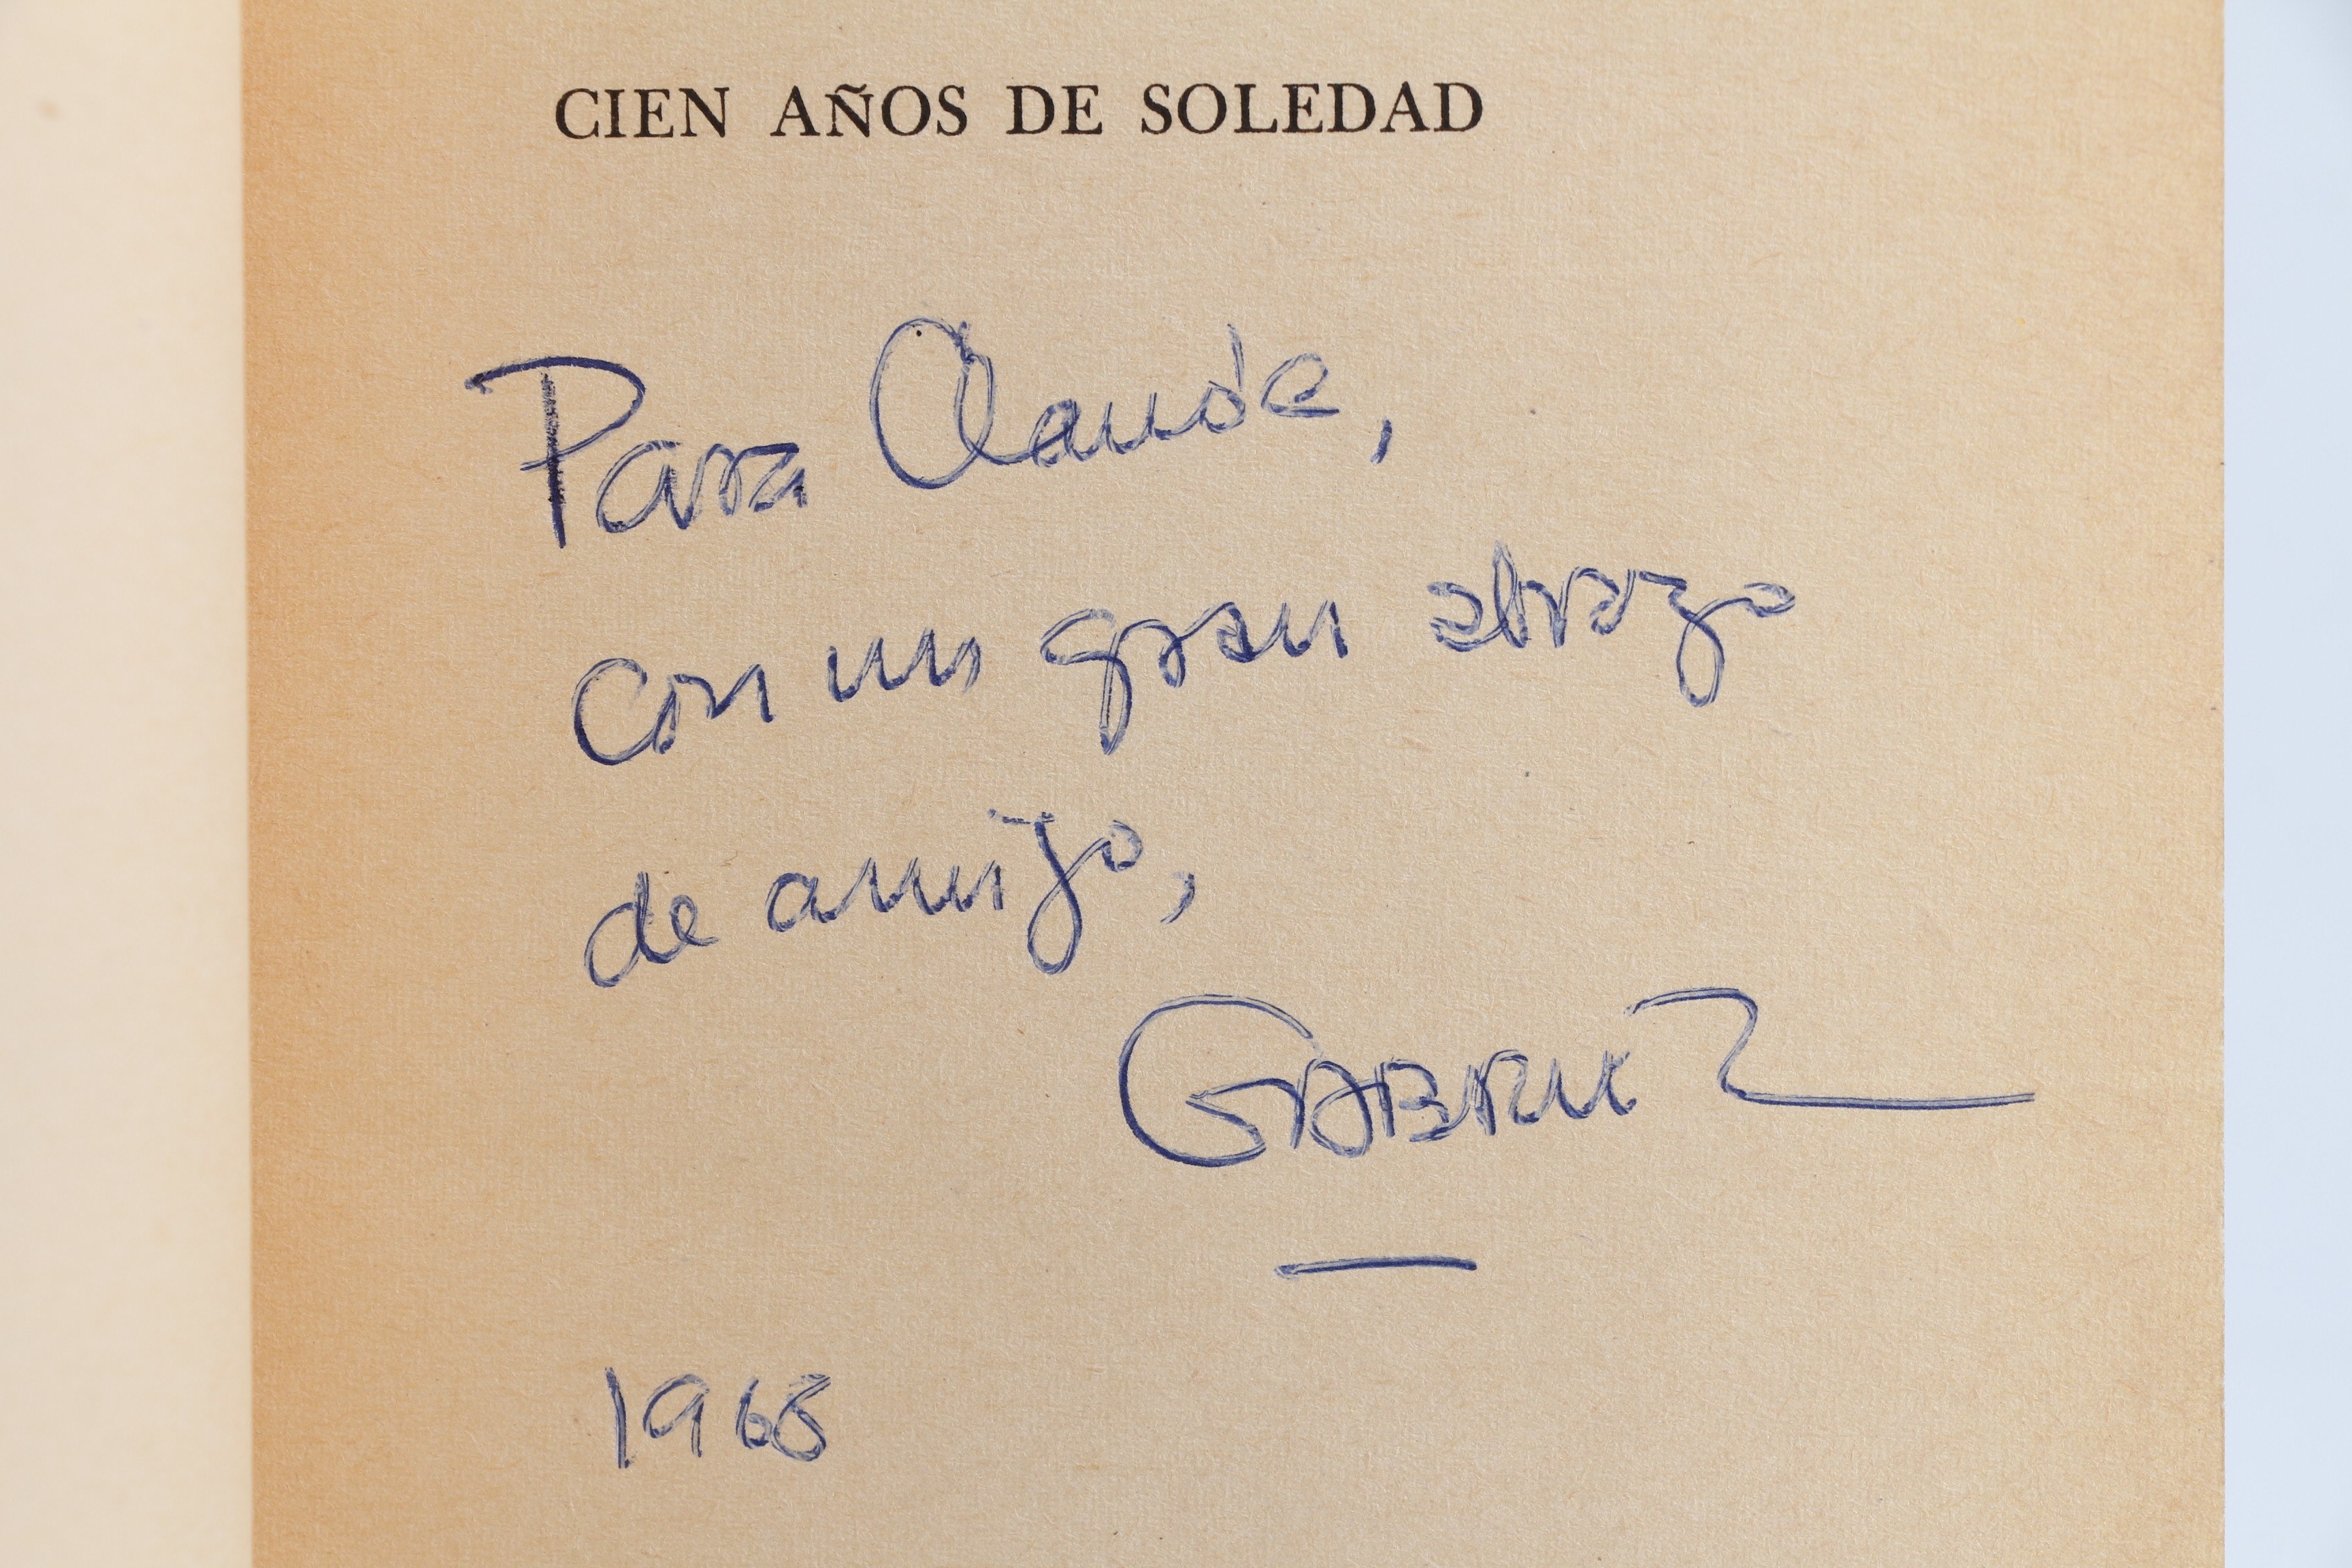 CIEN AÑOS DE SOLEDAD
Para Claude,
con un gran abrazo
de amigo,
GABRIEL
1968